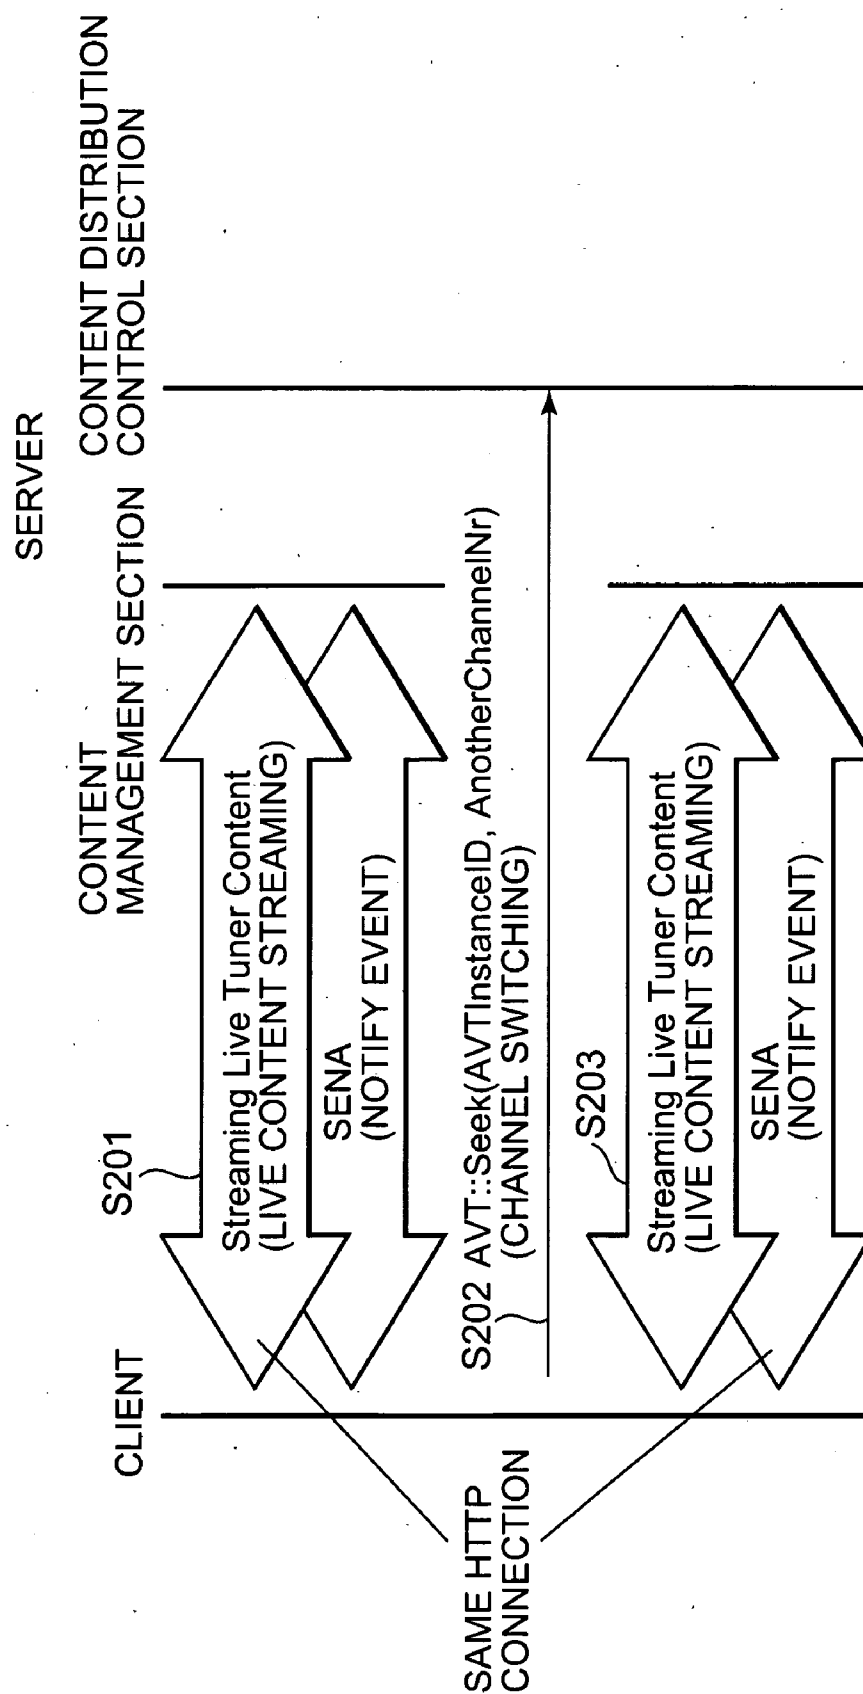 SERVER
CLIENT
CONTENT
MANAGEMENT SECTION
CONTENT DISTRIBUTION
CONTROL SECTION
S201
Streaming Live Tuner Content
(LIVE CONTENT STREAMING)
SENA
(NOTIFY EVENT)
S202 AVT::Seek(AVTInstanceID, AnotherChannelNr)
(CHANNEL SWITCHING)
SAME HTTP
CONNECTION
S203
Streaming Live Tuner Content
(LIVE CONTENT STREAMING)
SENA
(NOTIFY EVENT)